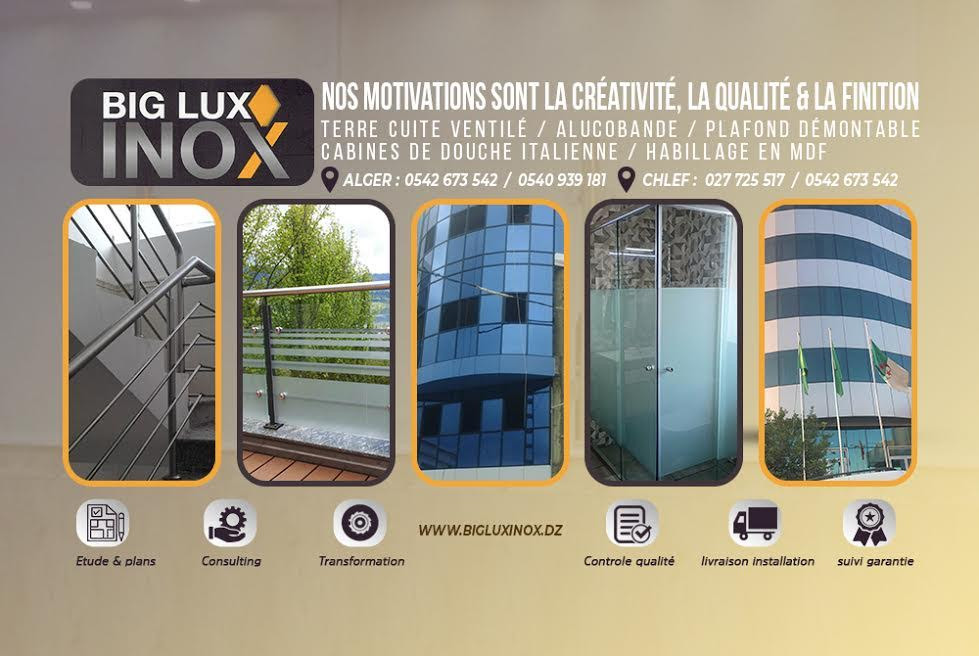 BIG LUX
INOX
NOS MOTIVATIONS SONT LA CRÉATIVITÉ, LA QUALITÉ & LA FINITION
TERRE CUITE VENTILÉ / ALUCOBANDE / PLAFOND DÉMONTABLE
CABINES DE DOUCHE ITALIENNE / HABILLAGE EN MDF
ALGER : 0542 673 542 / 0540 939 181 CHLEF : 027 725 517 / 0542 673 542
Etude & plans
Consulting
Transformation
WWW.BIGLUXINOX.DZ
Controle qualité
livraison installation
suivi garantie